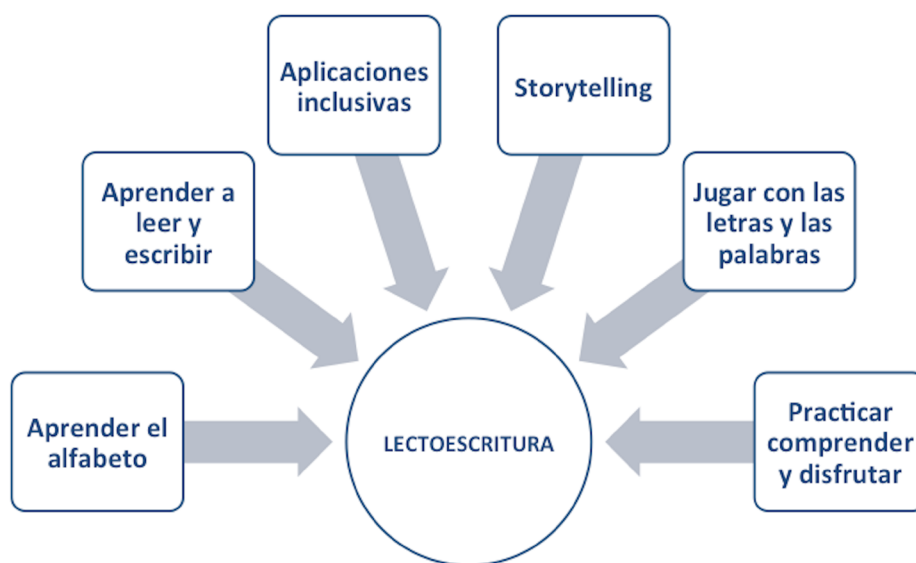 Aplicaciones
inclusivas
Storytelling
Aprender a
leer y
escribir
Jugar con las
letras y las
palabras
Aprender el
alfabeto
LECTOESCRITURA
Practicar
comprender
y disfrutar